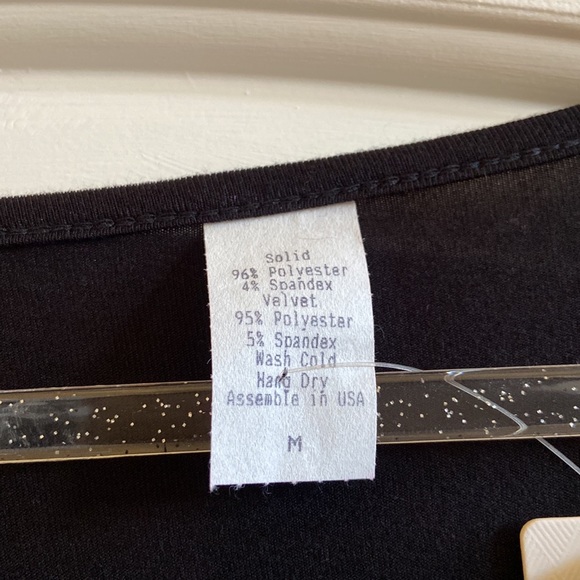 Solid
96% Polyester
4% Spandex
Velvet
95% Polyester
5% Spandex
Wash Cold
Hang Dry
Assemble in USA
M